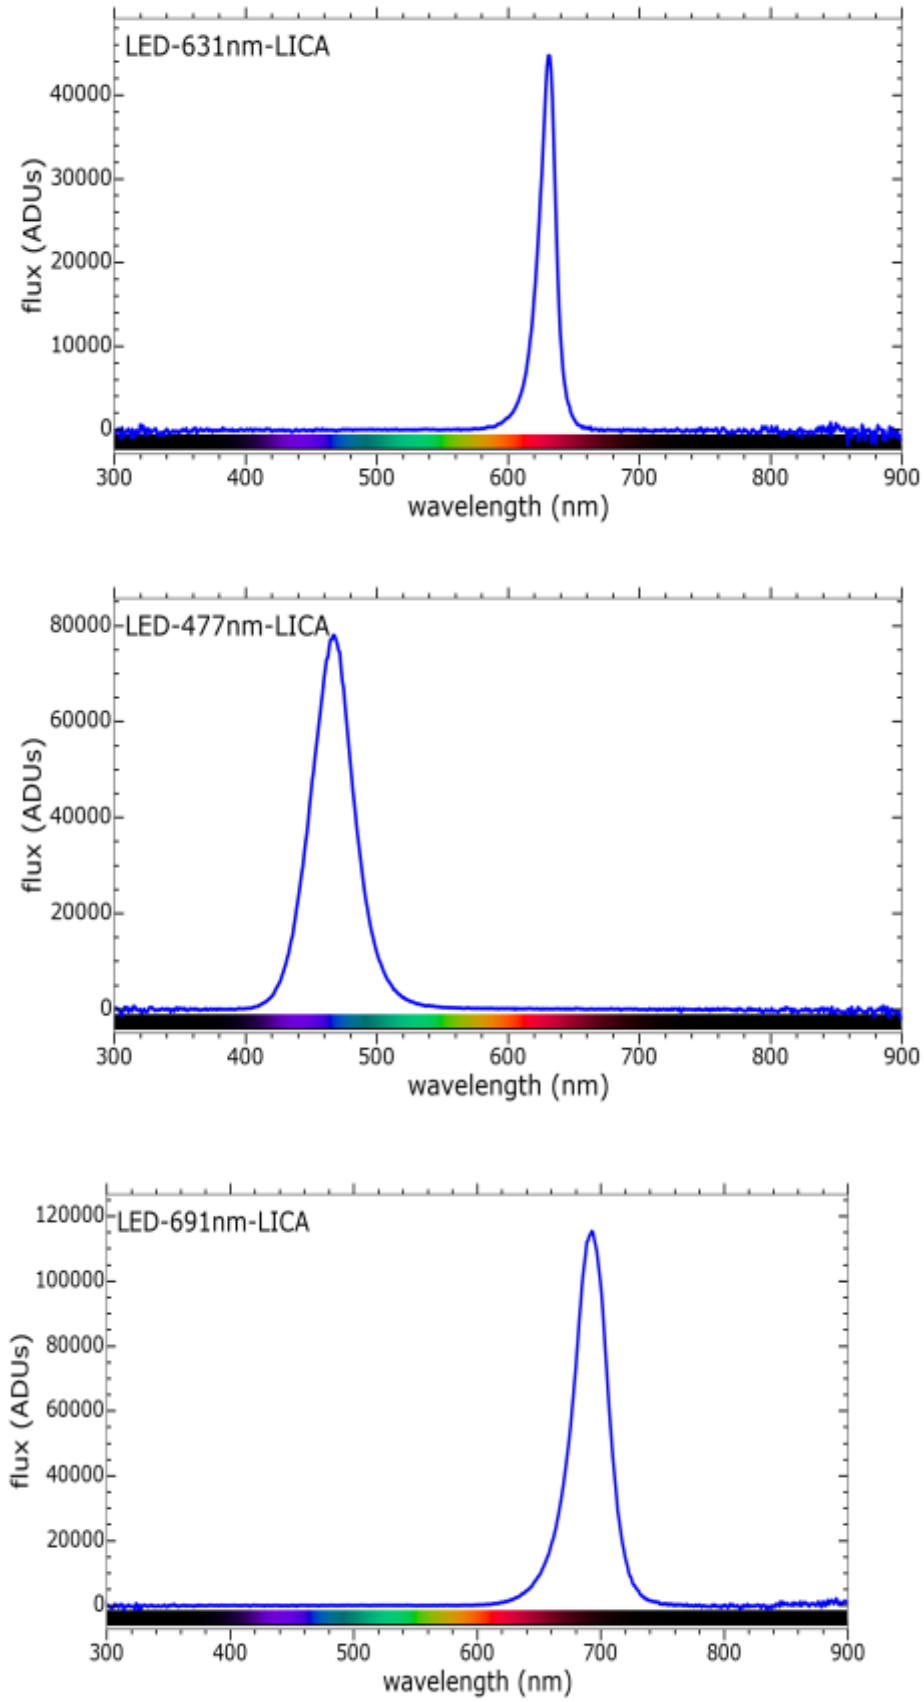 LED-631nm-LICA
40000
30000
20000
10000
0
flux (ADUs)
300 400 500 600 700 800 900
wavelength (nm)
LED-477nm-LICA
80000
60000
40000
20000
0
flux (ADUs)
300 400 500 600 700 800 900
wavelength (nm)
LED-691nm-LICA
120000
100000
80000
60000
40000
20000
0
flux (ADUs)
300 400 500 600 700 800 900
wavelength (nm)